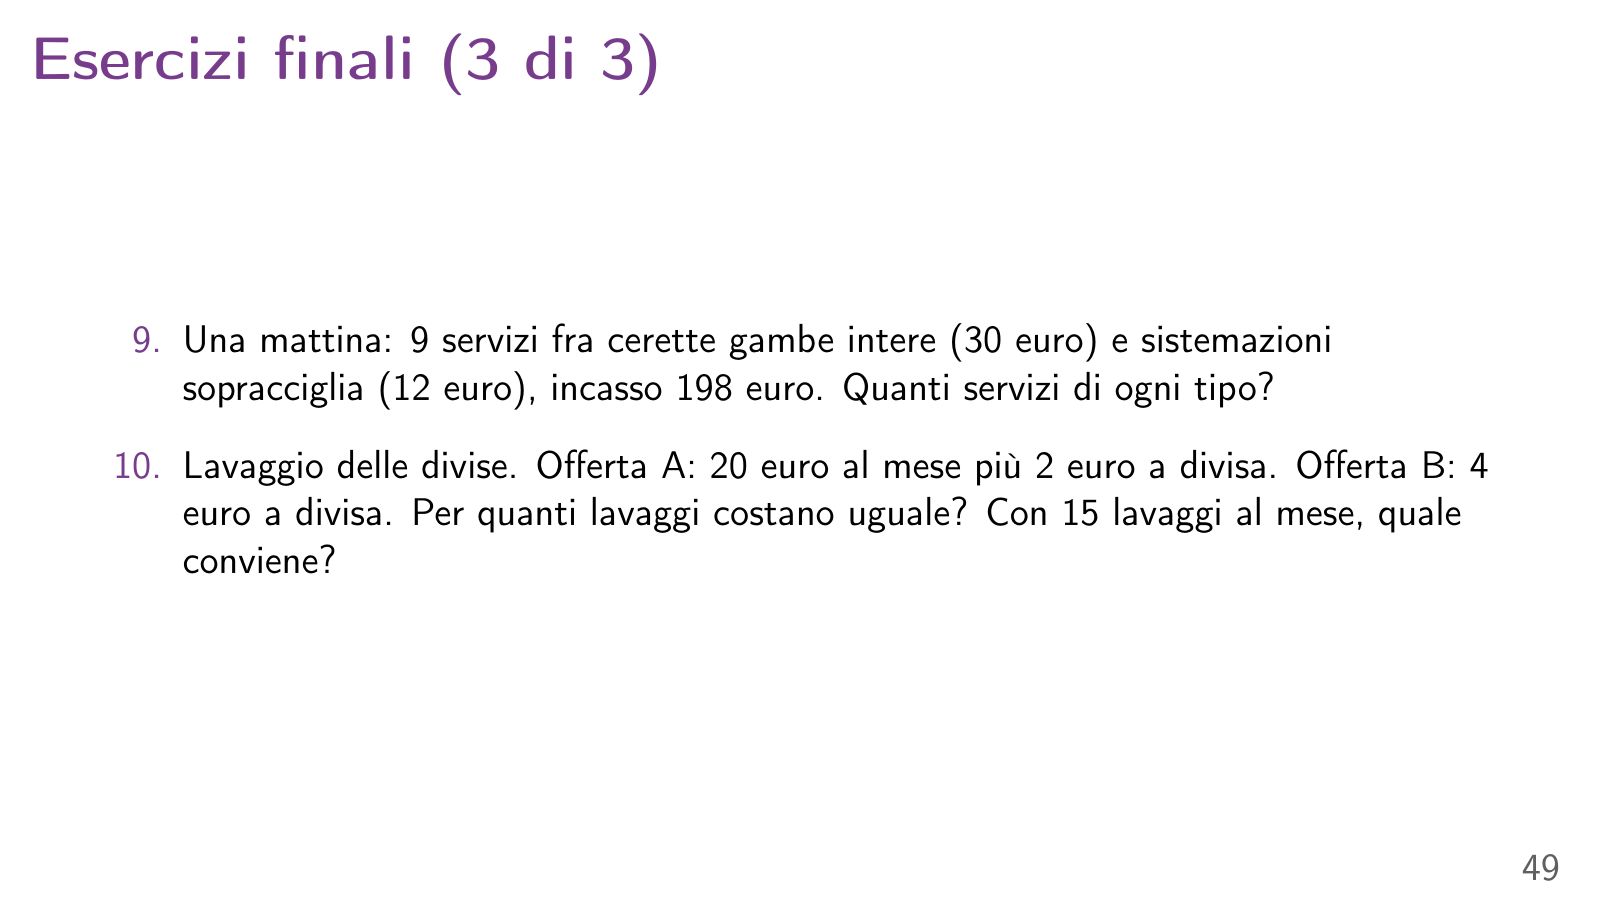 Esercizi finali (3 di 3)
9. Una mattina: 9 servizi fra cerette gambe intere (30 euro) e sistemazioni
sopracciglia (12 euro), incasso 198 euro. Quanti servizi di ogni tipo?
10. Lavaggio delle divise. Offerta A: 20 euro al mese più 2 euro a divisa. Offerta B: 4
euro a divisa. Per quanti lavaggi costano uguale? Con 15 lavaggi al mese, quale
conviene?
49